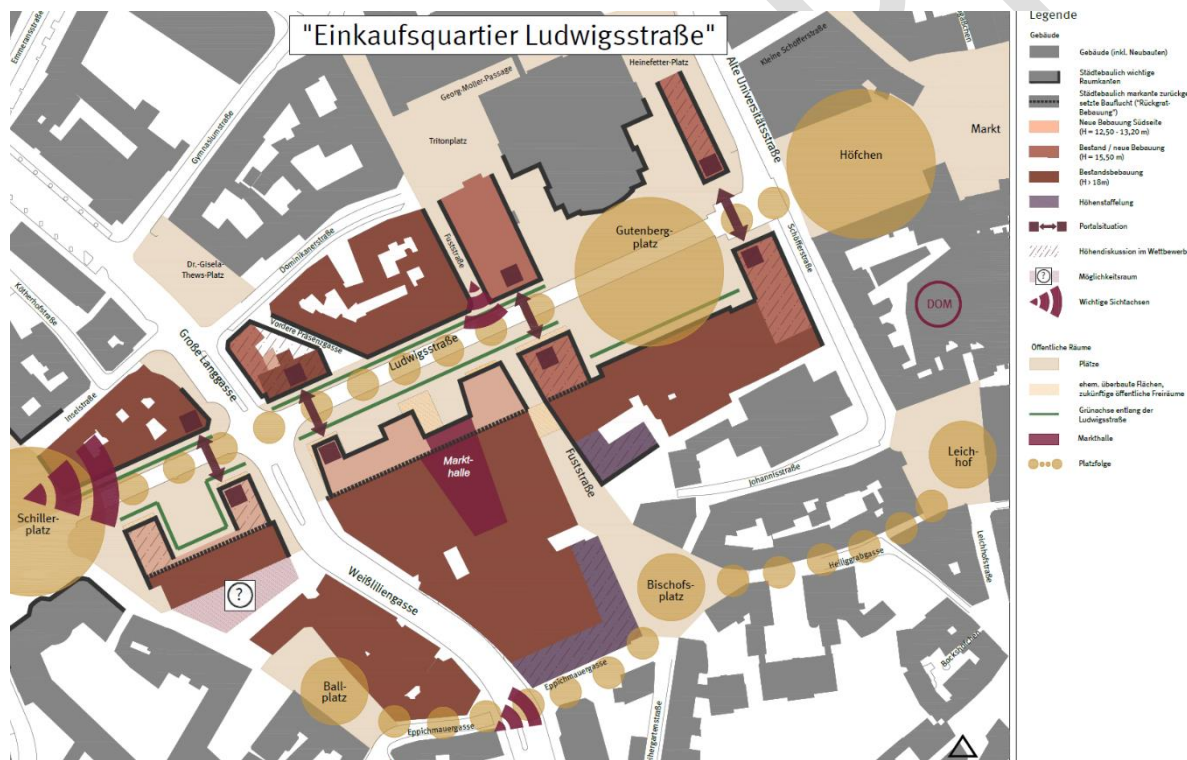 "Einkaufsquartier Ludwigsstraße"
Emmeransstraße
Gymnasiumstraße
Georg-Moller-Passage
Heinefetter-Platz
Kleine Schöfferstraße
Alte Universitätsstraße
Markt
Tritonplatz
Höfchen
Gutenberg-
platz
Schöfferstraße
Dr.-Gisela-
Thews-Platz
Dominikanerstraße
Fuststraße
Vordere Präsenzgasse
Ludwigsstraße
DOM
Große Langgasse
Inselstraße
Markt-
halle
Fuststraße
Johannisstraße
Leich-
hof
Schiller-
platz
?
Weißliliengasse
Bischofs-
platz
Heiliggrabgasse
Leichhofstraße
Ball-
platz
Eppichmauergasse
Eppichmauergasse
Legende
Gebäude
Gebäude (inkl. Neubauten)
Städtebaulich wichtige
Raumkanten
Städtebaulich markante zurückge-
setzte Bauflucht ("Rückgrat-
Bebauung")
Neue Bebauung Südseite
(H = 12,50 - 13,20 m)
Bestand / neue Bebauung
(H = 15,50 m)
Bestandsbebauung
(H > 18m)
Höhenstaffelung
Portalsituation
Höhendiskussion im Wettbewerb
?
Möglichkeitsraum
Wichtige Sichtachsen
Öffentliche Räume
Plätze
ehem. überbaute Flächen,
zukünftige öffentliche Freiräume
Grünachse entlang der
Ludwigsstraße
Markthalle
Platzfolge